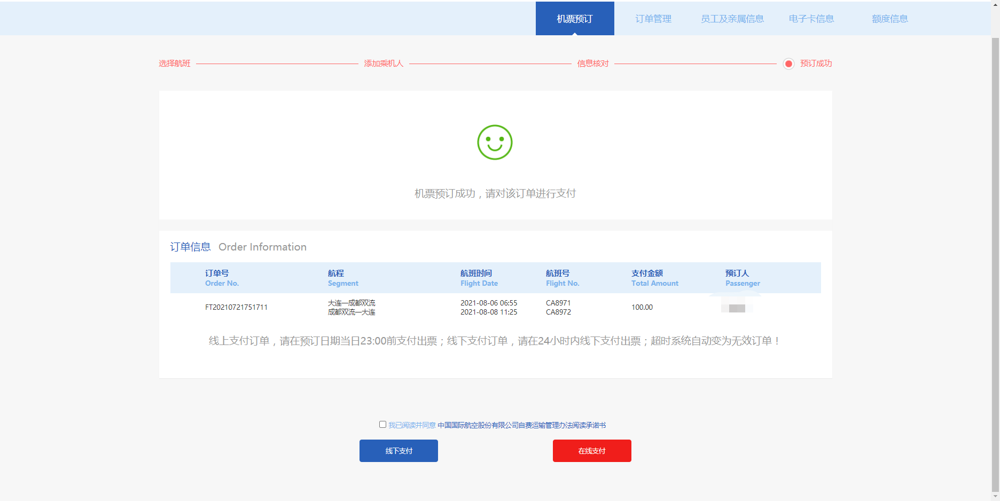 机票预订 订单管理 员工及亲属信息 电子卡信息 额度信息
选择航班 添加乘机人 信息核对 预订成功
机票预订成功，请对该订单进行支付
订单信息 Order Information
订单号 航程 航班时间 航班号 支付金额 预订人
Order No. Segment Flight Date Flight No. Total Amount Passenger
大连—成都双流 2021-08-06 06:55 CA8971
FT20210721751711 100.00
成都双流—大连 2021-08-08 11:25 CA8972
线上支付订单，请在预订日期当日23:00前支付出票；线下支付订单，请在24小时内线下支付出票；超时系统自动变为无效订单！
我已阅读并同意 中国国际航空股份有限公司自费运输管理办法阅读承诺书
线下支付 在线支付